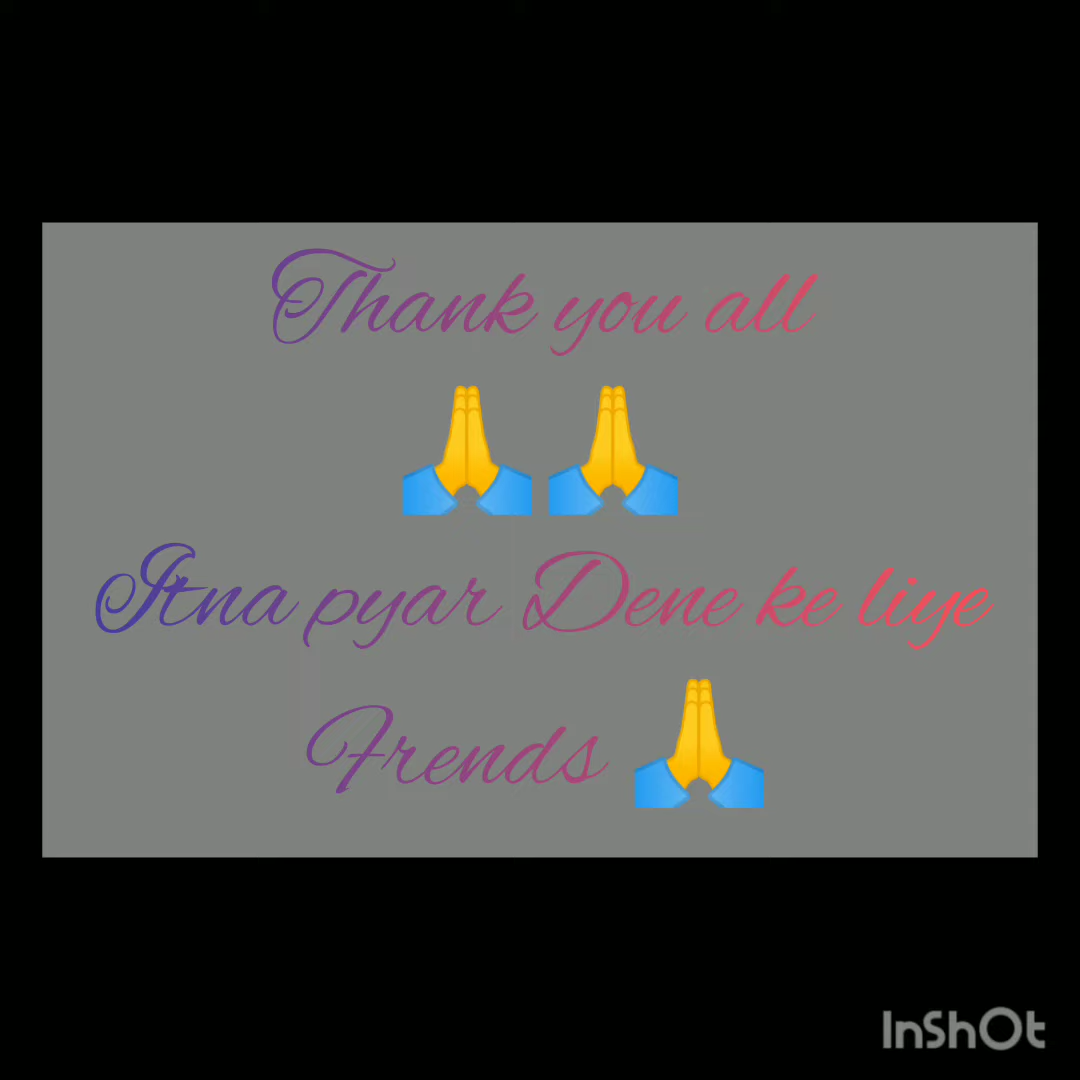 Thank you all
🙏🙏
Itna pyar Dene ke liye
Frends 🙏
InShOt